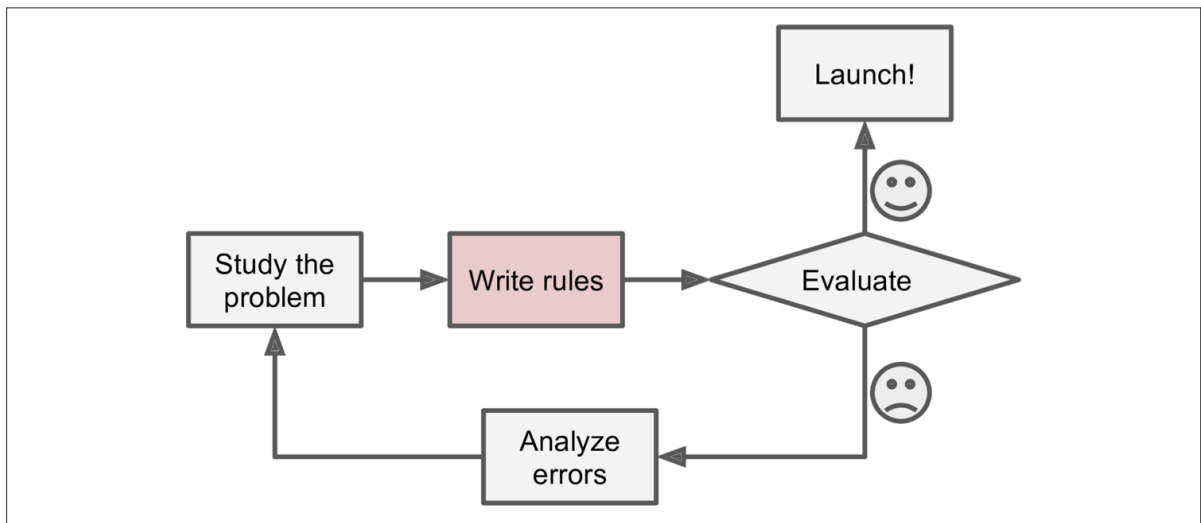 Launch!
Study the
problem
Write rules
Evaluate
Analyze
errors